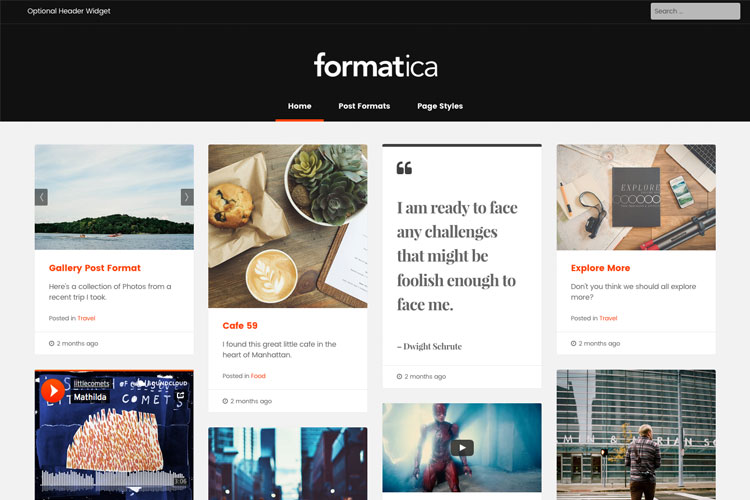 Optional Header Widget
Search ...
formatica
Home Post Formats Page Styles
Gallery Post Format
Here's a collection of Photos from a
recent trip I took.
Posted in Travel
2 months ago
littlecomets
Mathilda
SOUNDCLOUD
COMETS
3:06
Cafe 59
I found this great little cafe in the
heart of Manhattan.
Posted in Food
2 months ago
I am ready to face
any challenges
that might be
foolish enough to
face me.
– Dwight Schrute
2 months ago
EXPLORE
Explore More
Don't you think we should all explore
more?
Posted in Travel
2 months ago